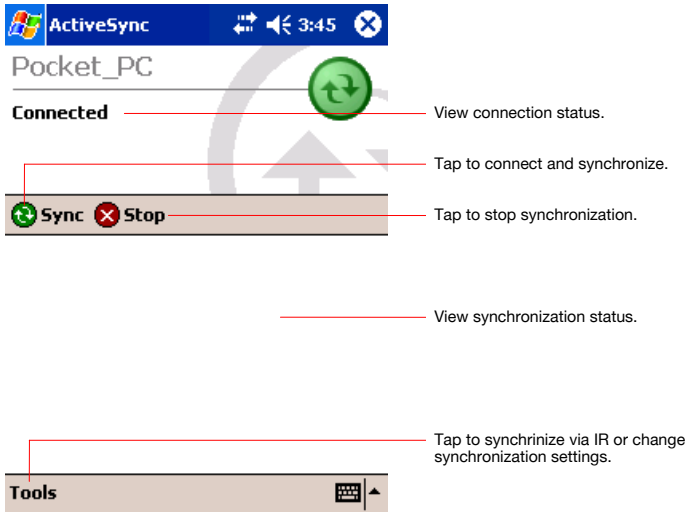 ActiveSync 3:45
Pocket_PC
Connected
View connection status.
Tap to connect and synchronize.
Sync Stop
Tap to stop synchronization.
View synchronization status.
Tap to synchrinize via IR or change
synchronization settings.
Tools